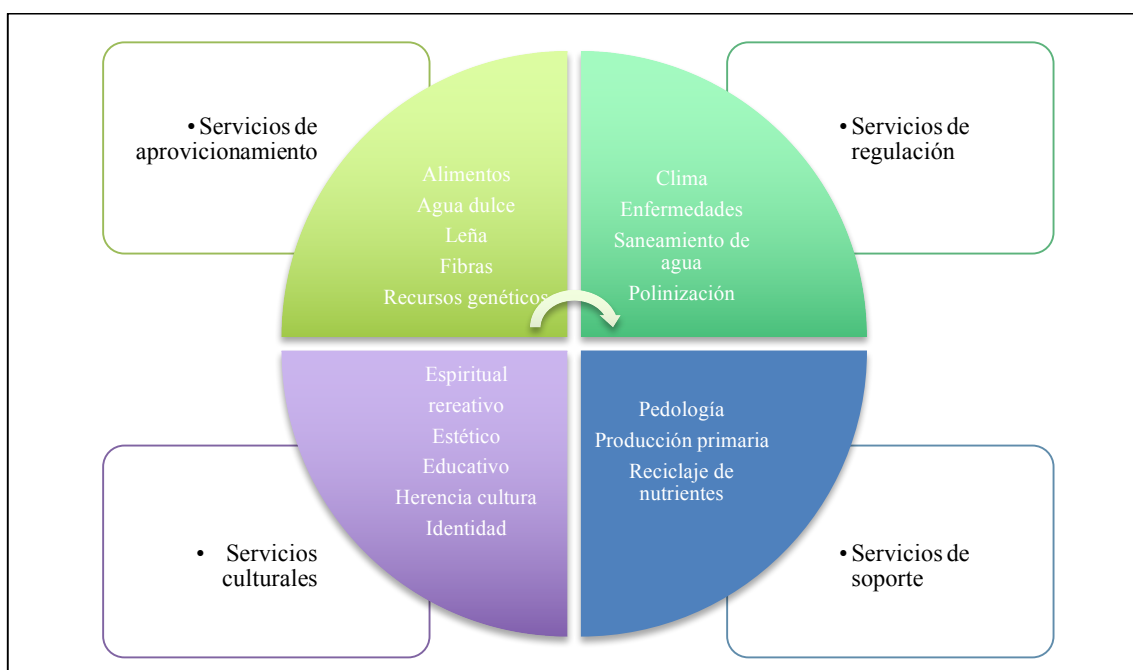 • Servicios de
aprovicionamiento
Alimentos
Agua dulce
Leña
Fibras
Recursos genéticos
• Servicios de
regulación
Clima
Enfermedades
Saneamiento de
agua
Polinización
Espiritual
rereativo
Estético
Educativo
Herencia cultura
Identidad
• Servicios
culturales
Pedología
Producción primaria
Reciclaje de
nutrientes
• Servicios de
soporte